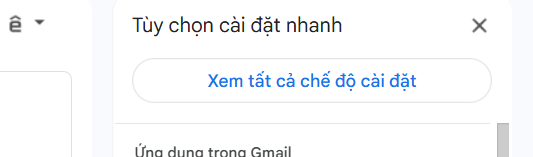 ê
Tùy chọn cài đặt nhanh
Xem tất cả chế độ cài đặt
Ứng dụng trong Gmail